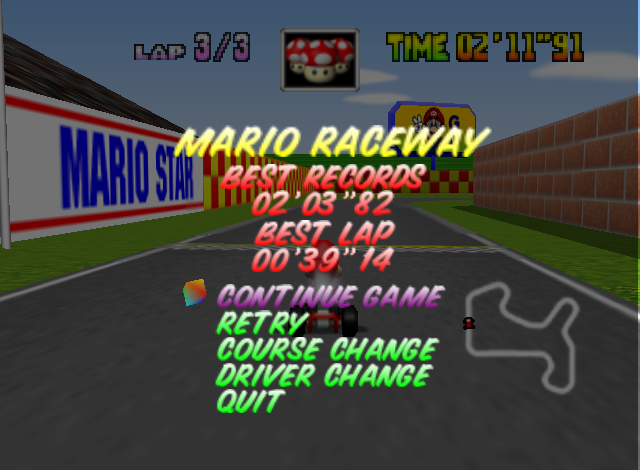 LAP 3/3
TIME 02'11"91
MARIO STAR
G
MARIO RACEWAY
BEST RECORDS
02'03"82
BEST LAP
00'39"14
CONTINUE GAME
RETRY
COURSE CHANGE
DRIVER CHANGE
QUIT